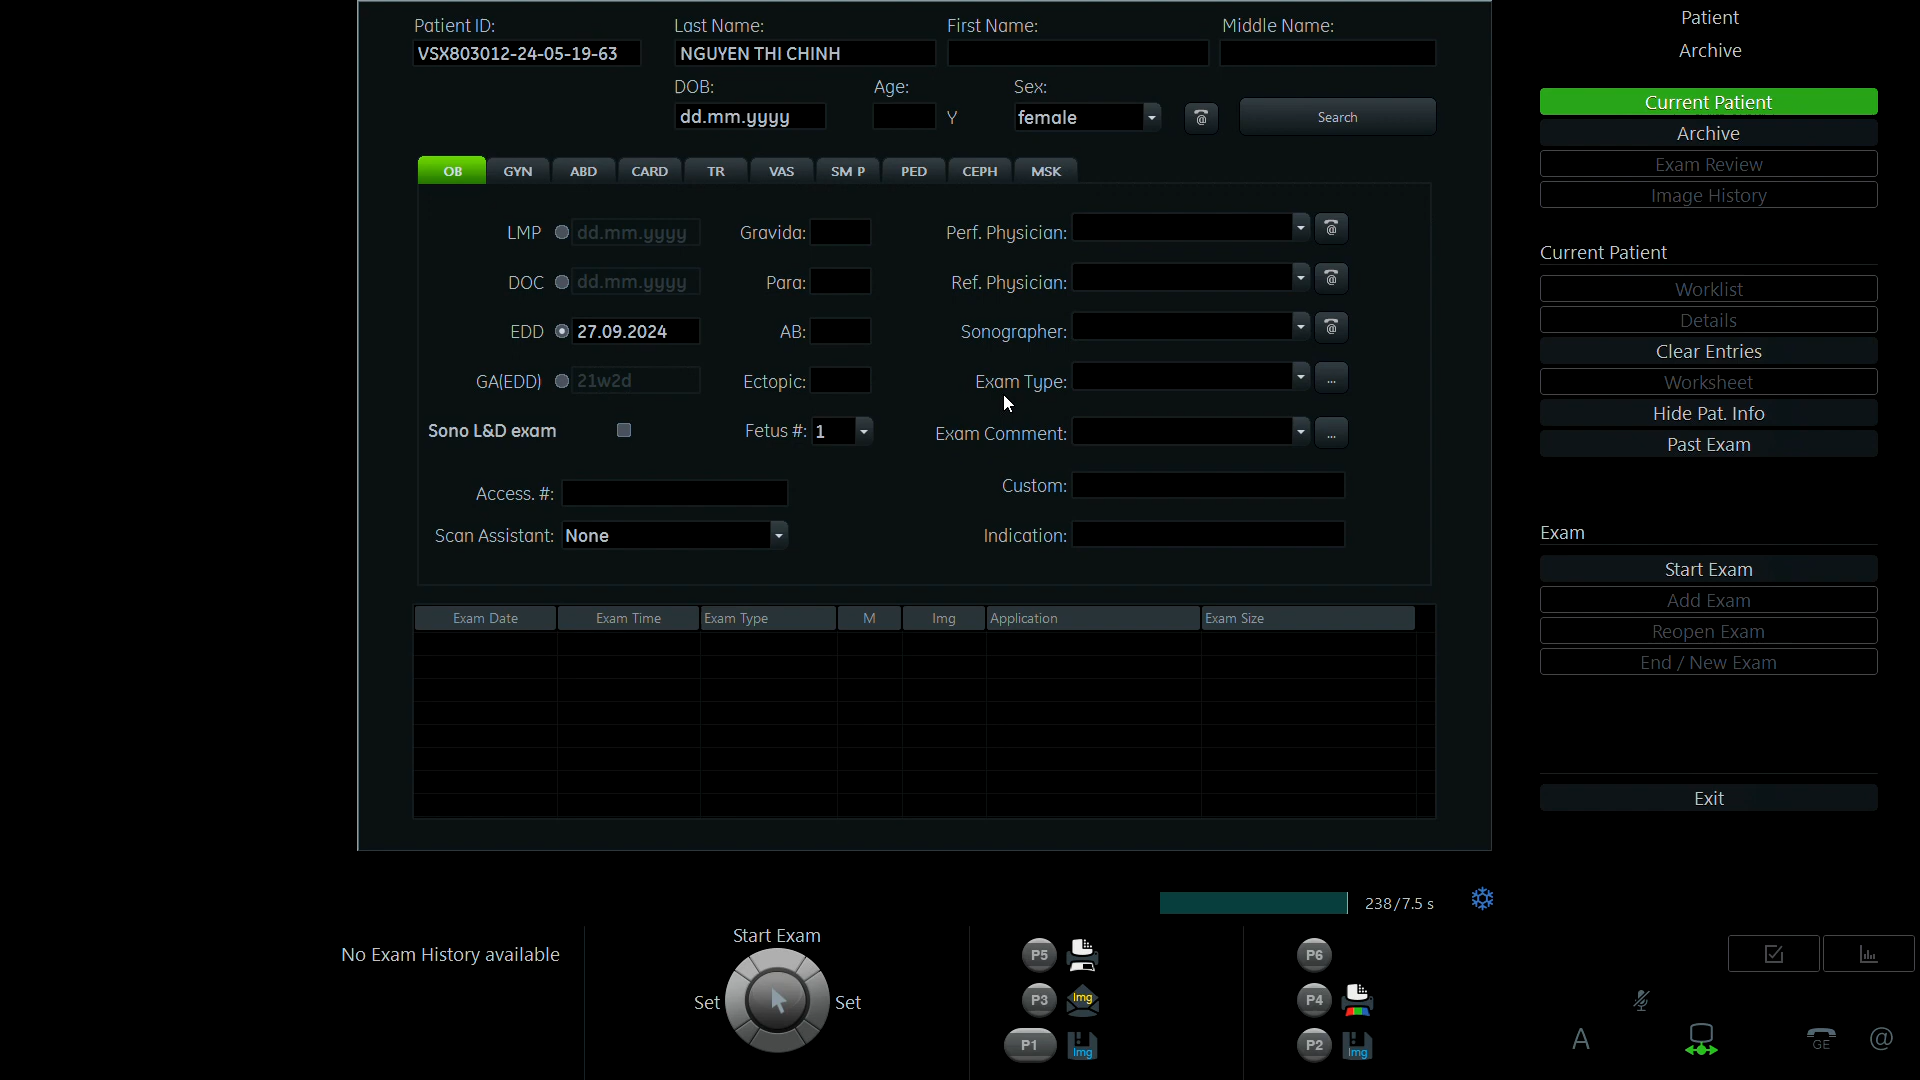 Patient ID: Last Name: First Name: Middle Name:
VSX803012-24-05-19-63 NGUYEN THI CHINH
DOB: Age: Sex:
dd.mm.yyyy Y female @ Search
OB GYN ABD CARD TR VAS SM P PED CEPH MSK
LMP dd.mm.yyyy Gravida: Perf. Physician: @
DOC dd.mm.yyyy Para: Ref. Physician: @
EDD 27.09.2024 AB: Sonographer: @
GA(EDD) 21w2d Ectopic: Exam Type: ...
Sono L&D exam Fetus #: 1 Exam Comment: ...
Access. #: Custom:
Scan Assistant: None Indication:
Exam Date Exam Time Exam Type M Img Application Exam Size
Patient
Archive
Current Patient
Archive
Exam Review
Image History
Current Patient
Worklist
Details
Clear Entries
Worksheet
Hide Pat. Info
Past Exam
Exam
Start Exam
Add Exam
Reopen Exam
End / New Exam
Exit
238/7.5 s
No Exam History available
Start Exam
Set Set
P5 P6
P3 Img P4
P1 Img P2 Img
A GE @